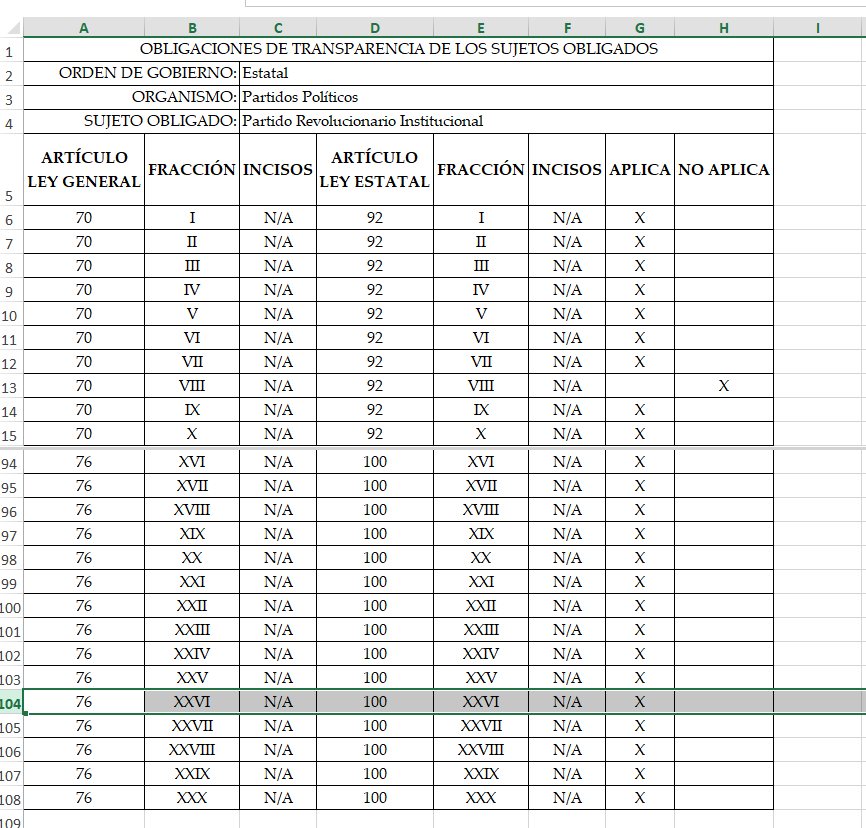 A B C D E F G H I
1 OBLIGACIONES DE TRANSPARENCIA DE LOS SUJETOS OBLIGADOS
2 ORDEN DE GOBIERNO: Estatal
3 ORGANISMO: Partidos Políticos
4 SUJETO OBLIGADO: Partido Revolucionario Institucional
5 ARTÍCULO LEY GENERAL FRACCIÓN INCISOS ARTÍCULO LEY ESTATAL FRACCIÓN INCISOS APLICA NO APLICA
6 70 I N/A 92 I N/A X
7 70 II N/A 92 II N/A X
8 70 III N/A 92 III N/A X
9 70 IV N/A 92 IV N/A X
10 70 V N/A 92 V N/A X
11 70 VI N/A 92 VI N/A X
12 70 VII N/A 92 VII N/A X
13 70 VIII N/A 92 VIII N/A X
14 70 IX N/A 92 IX N/A X
15 70 X N/A 92 X N/A X
94 76 XVI N/A 100 XVI N/A X
95 76 XVII N/A 100 XVII N/A X
96 76 XVIII N/A 100 XVIII N/A X
97 76 XIX N/A 100 XIX N/A X
98 76 XX N/A 100 XX N/A X
99 76 XXI N/A 100 XXI N/A X
100 76 XXII N/A 100 XXII N/A X
101 76 XXIII N/A 100 XXIII N/A X
102 76 XXIV N/A 100 XXIV N/A X
103 76 XXV N/A 100 XXV N/A X
104 76 XXVI N/A 100 XXVI N/A X
105 76 XXVII N/A 100 XXVII N/A X
106 76 XXVIII N/A 100 XXVIII N/A X
107 76 XXIX N/A 100 XXIX N/A X
108 76 XXX N/A 100 XXX N/A X
109